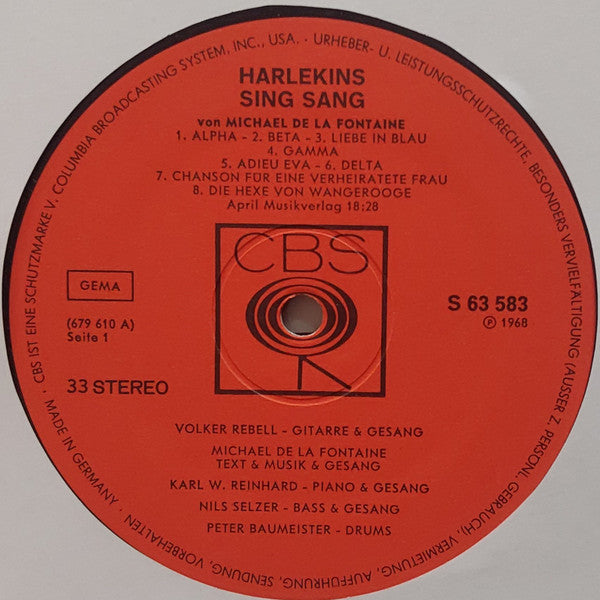 HARLEKINS
SING SANG
von MICHAEL DE LA FONTAINE
1. ALPHA - 2. BETA - 3. LIEBE IN BLAU
4. GAMMA
5. ADIEU EVA - 6. DELTA
7. CHANSON FÜR EINE VERHEIRATETE FRAU
8. DIE HEXE VON WANGEROOGE
April Musikverlag 18:28
CBS
GEMA
(679 610 A)
Seite 1
33 STEREO
S 63 583
Ⓟ 1968
VOLKER REBELL - GITARRE & GESANG
MICHAEL DE LA FONTAINE
TEXT & MUSIK & GESANG
KARL W. REINHARD - PIANO & GESANG
NILS SELZER - BASS & GESANG
PETER BAUMEISTER - DRUMS
· MADE IN GERMANY · CBS IST EINE SCHUTZMARKE V. COLUMBIA BROADCASTING SYSTEM, INC., USA. · URHEBER- U. LEISTUNGSSCHUTZRECHTE, BESONDERS VERVIELFÄLTIGUNG (AUSSER Z. PERSÖNL. GEBRAUCH), VERMIETUNG, AUFFÜHRUNG, SENDUNG, VORBEHALTEN